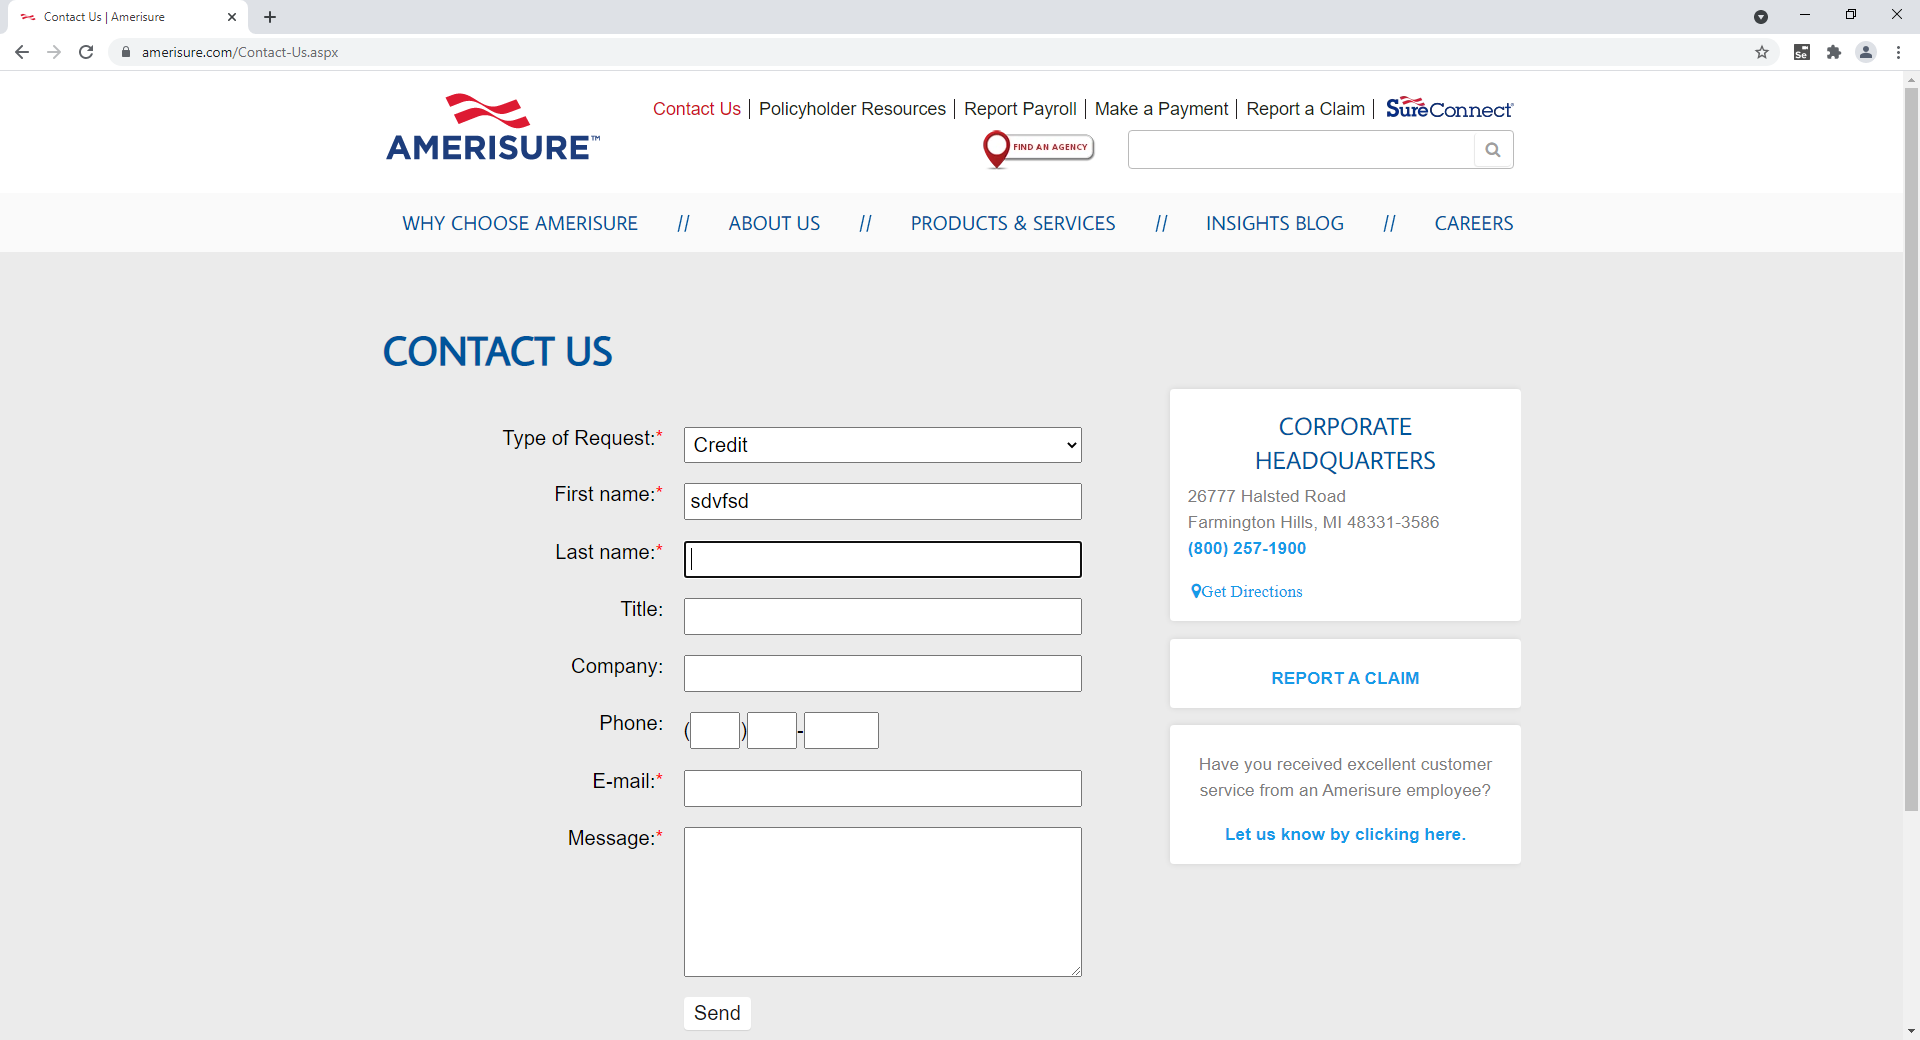 Contact Us | Amerisure
amerisure.com/Contact-Us.aspx
Se
AMERISURE™
Contact Us | Policyholder Resources | Report Payroll | Make a Payment | Report a Claim | SureConnect
FIND AN AGENCY
WHY CHOOSE AMERISURE // ABOUT US // PRODUCTS & SERVICES // INSIGHTS BLOG // CAREERS
CONTACT US
Type of Request:* Credit
First name:* sdvfsd
Last name:*
Title:
Company:
Phone: ( ) -
E-mail:*
Message:*
Send
CORPORATE
HEADQUARTERS
26777 Halsted Road
Farmington Hills, MI 48331-3586
(800) 257-1900
Get Directions
REPORT A CLAIM
Have you received excellent customer
service from an Amerisure employee?
Let us know by clicking here.